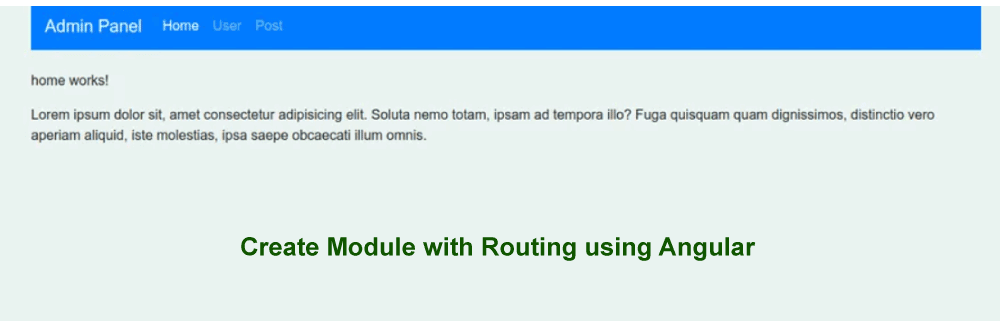 Admin Panel Home User Post
home works!
Lorem ipsum dolor sit, amet consectetur adipisicing elit. Soluta nemo totam, ipsam ad tempora illo? Fuga quisquam quam dignissimos, distinctio vero
aperiam aliquid, iste molestias, ipsa saepe obcaecati illum omnis.
Create Module with Routing using Angular